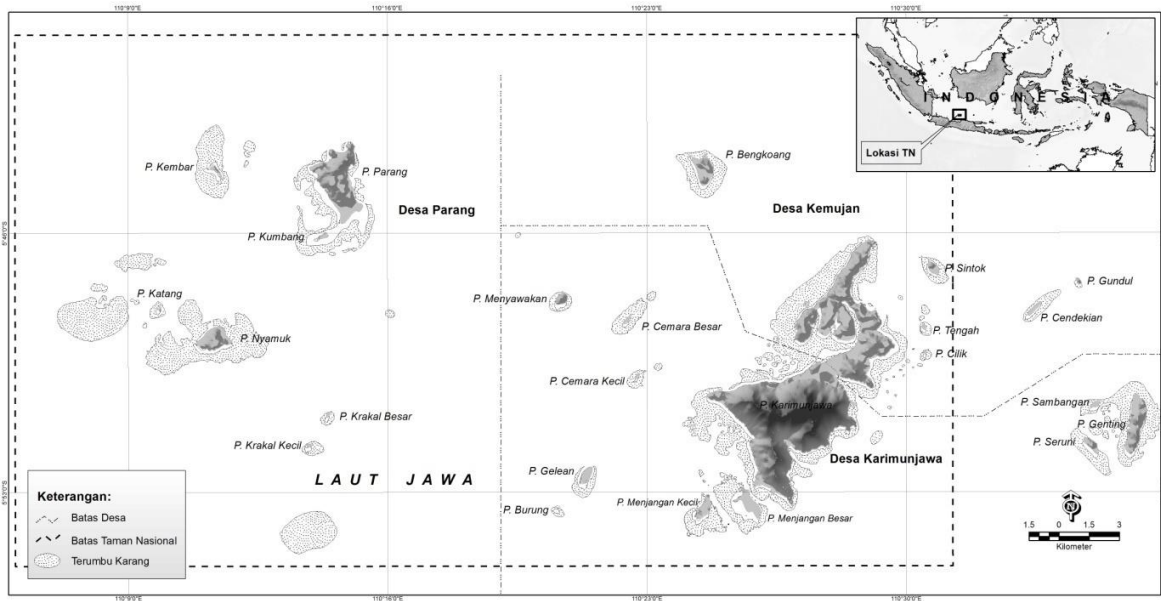 110°9'0"E
110°16'0"E
110°23'0"E
110°30'0"E
I N D O N E S I A
Lokasi TN
P. Kembar
P. Parang
P. Bengkoang
Desa Parang
Desa Kemujan
P. Kumbang
5°46'0"S
P. Sintok
P. Gundul
P. Katang
P. Menyawakan
P. Cemara Besar
P. Cendekian
P. Tengah
P. Nyamuk
P. Cilik
P. Cemara Kecil
P. Karimunjawa
P. Sambangan
P. Krakal Besar
P. Genting
P. Krakal Kecil
P. Seruni
Desa Karimunjawa
LAUT JAWA
P. Gelean
5°53'0"S
P. Burung
P. Menjangan Kecil
P. Menjangan Besar
Keterangan:
Batas Desa
Batas Taman Nasional
Terumbu Karang
N
1.5 0 1.5 3
Kilometer
110°9'0"E
110°16'0"E
110°23'0"E
110°30'0"E